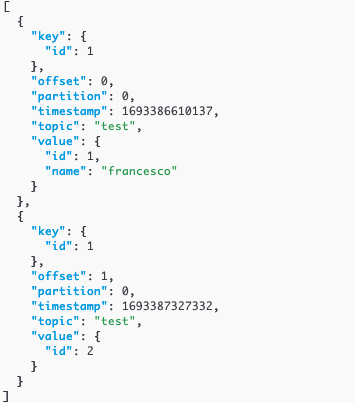 [
  {
    "key": {
      "id": 1
    },
    "offset": 0,
    "partition": 0,
    "timestamp": 1693386610137,
    "topic": "test",
    "value": {
      "id": 1,
      "name": "francesco"
    }
  },
  {
    "key": {
      "id": 1
    },
    "offset": 1,
    "partition": 0,
    "timestamp": 1693387327332,
    "topic": "test",
    "value": {
      "id": 2
    }
  }
]